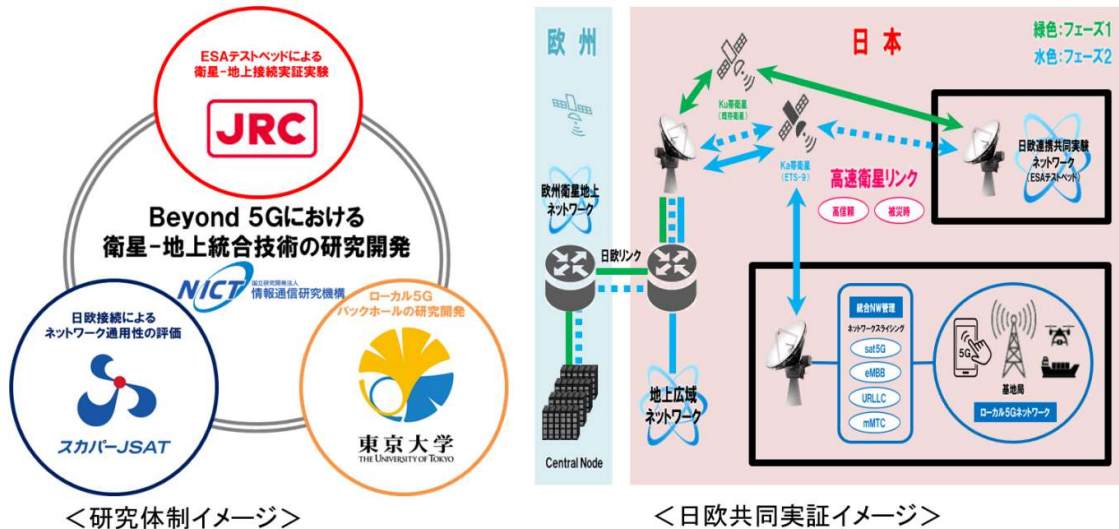 ESAテストベッドによる
衛星-地上接続実証実験
JRC
Beyond 5Gにおける
衛星-地上統合技術の研究開発
NICT 国立研究開発法人
情報通信研究機構
日欧接続による
ネットワーク通用性の評価
スカパーJSAT
ローカル5G
バックホールの研究開発
東京大学
THE UNIVERSITY OF TOKYO
＜研究体制イメージ＞
欧州
日本
緑色:フェーズ1
水色:フェーズ2
Ku帯衛星
(既存衛星)
Ka帯衛星
(ETS-9)
高速衛星リンク
高信頼
被災時
日欧連携共同実験
ネットワーク
(ESAテストベッド)
欧州衛星地上
ネットワーク
日欧リンク
地上広域
ネットワーク
Central Node
統合NW管理
ネットワークスライシング
sat5G
eMBB
URLLC
mMTC
5G
基地局
ローカル5Gネットワーク
＜日欧共同実証イメージ＞